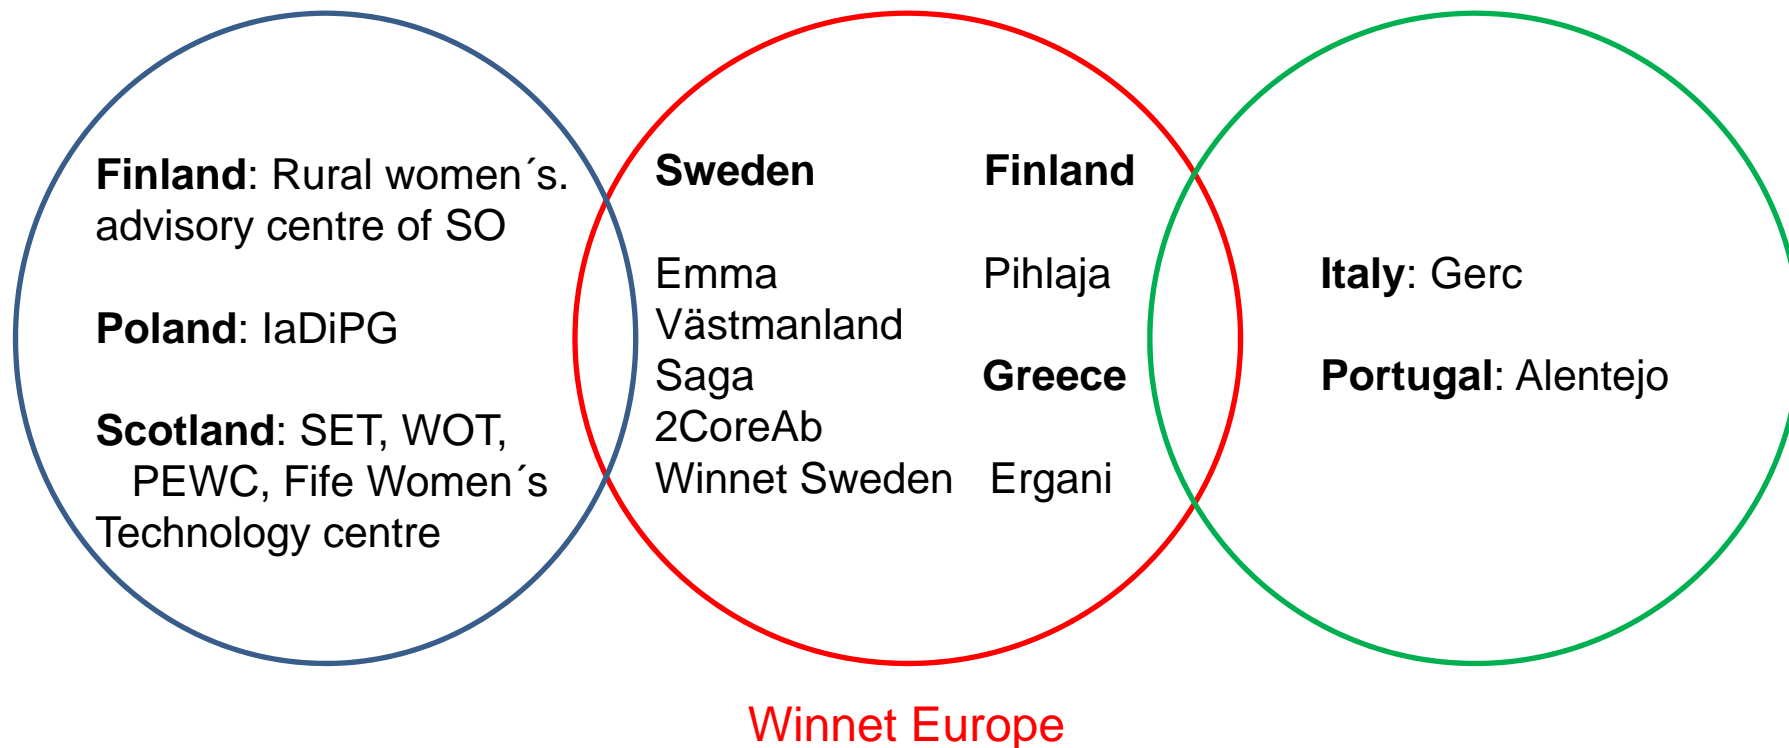 Finland: Rural women´s.
advisory centre of SO
Poland: IaDiPG
Scotland: SET, WOT,
PEWC, Fife Women´s
Technology centre
Sweden
Emma
Västmanland
Saga
2CoreAb
Winnet Sweden
Finland
Pihlaja
Greece
Ergani
Italy: Gerc
Portugal: Alentejo
Winnet Europe